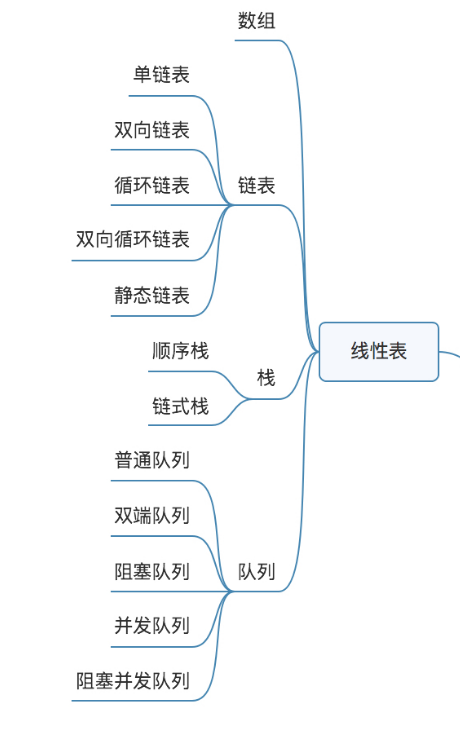 数组
单链表
双向链表
循环链表
链表
双向循环链表
静态链表
顺序栈
线性表
栈
链式栈
普通队列
双端队列
阻塞队列
队列
并发队列
阻塞并发队列